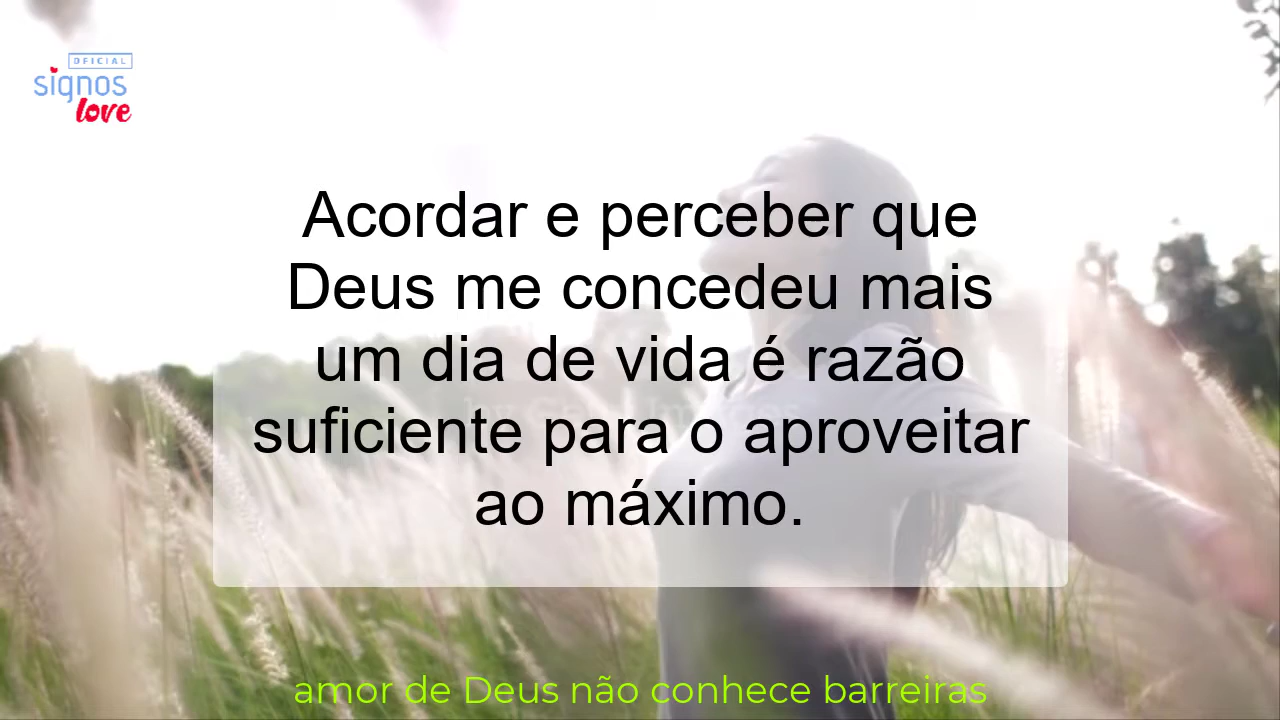 OFICIAL
signos
love
Acordar e perceber que
Deus me concedeu mais
um dia de vida é razão
suficiente para o aproveitar
ao máximo.
amor de Deus não conhece barreiras